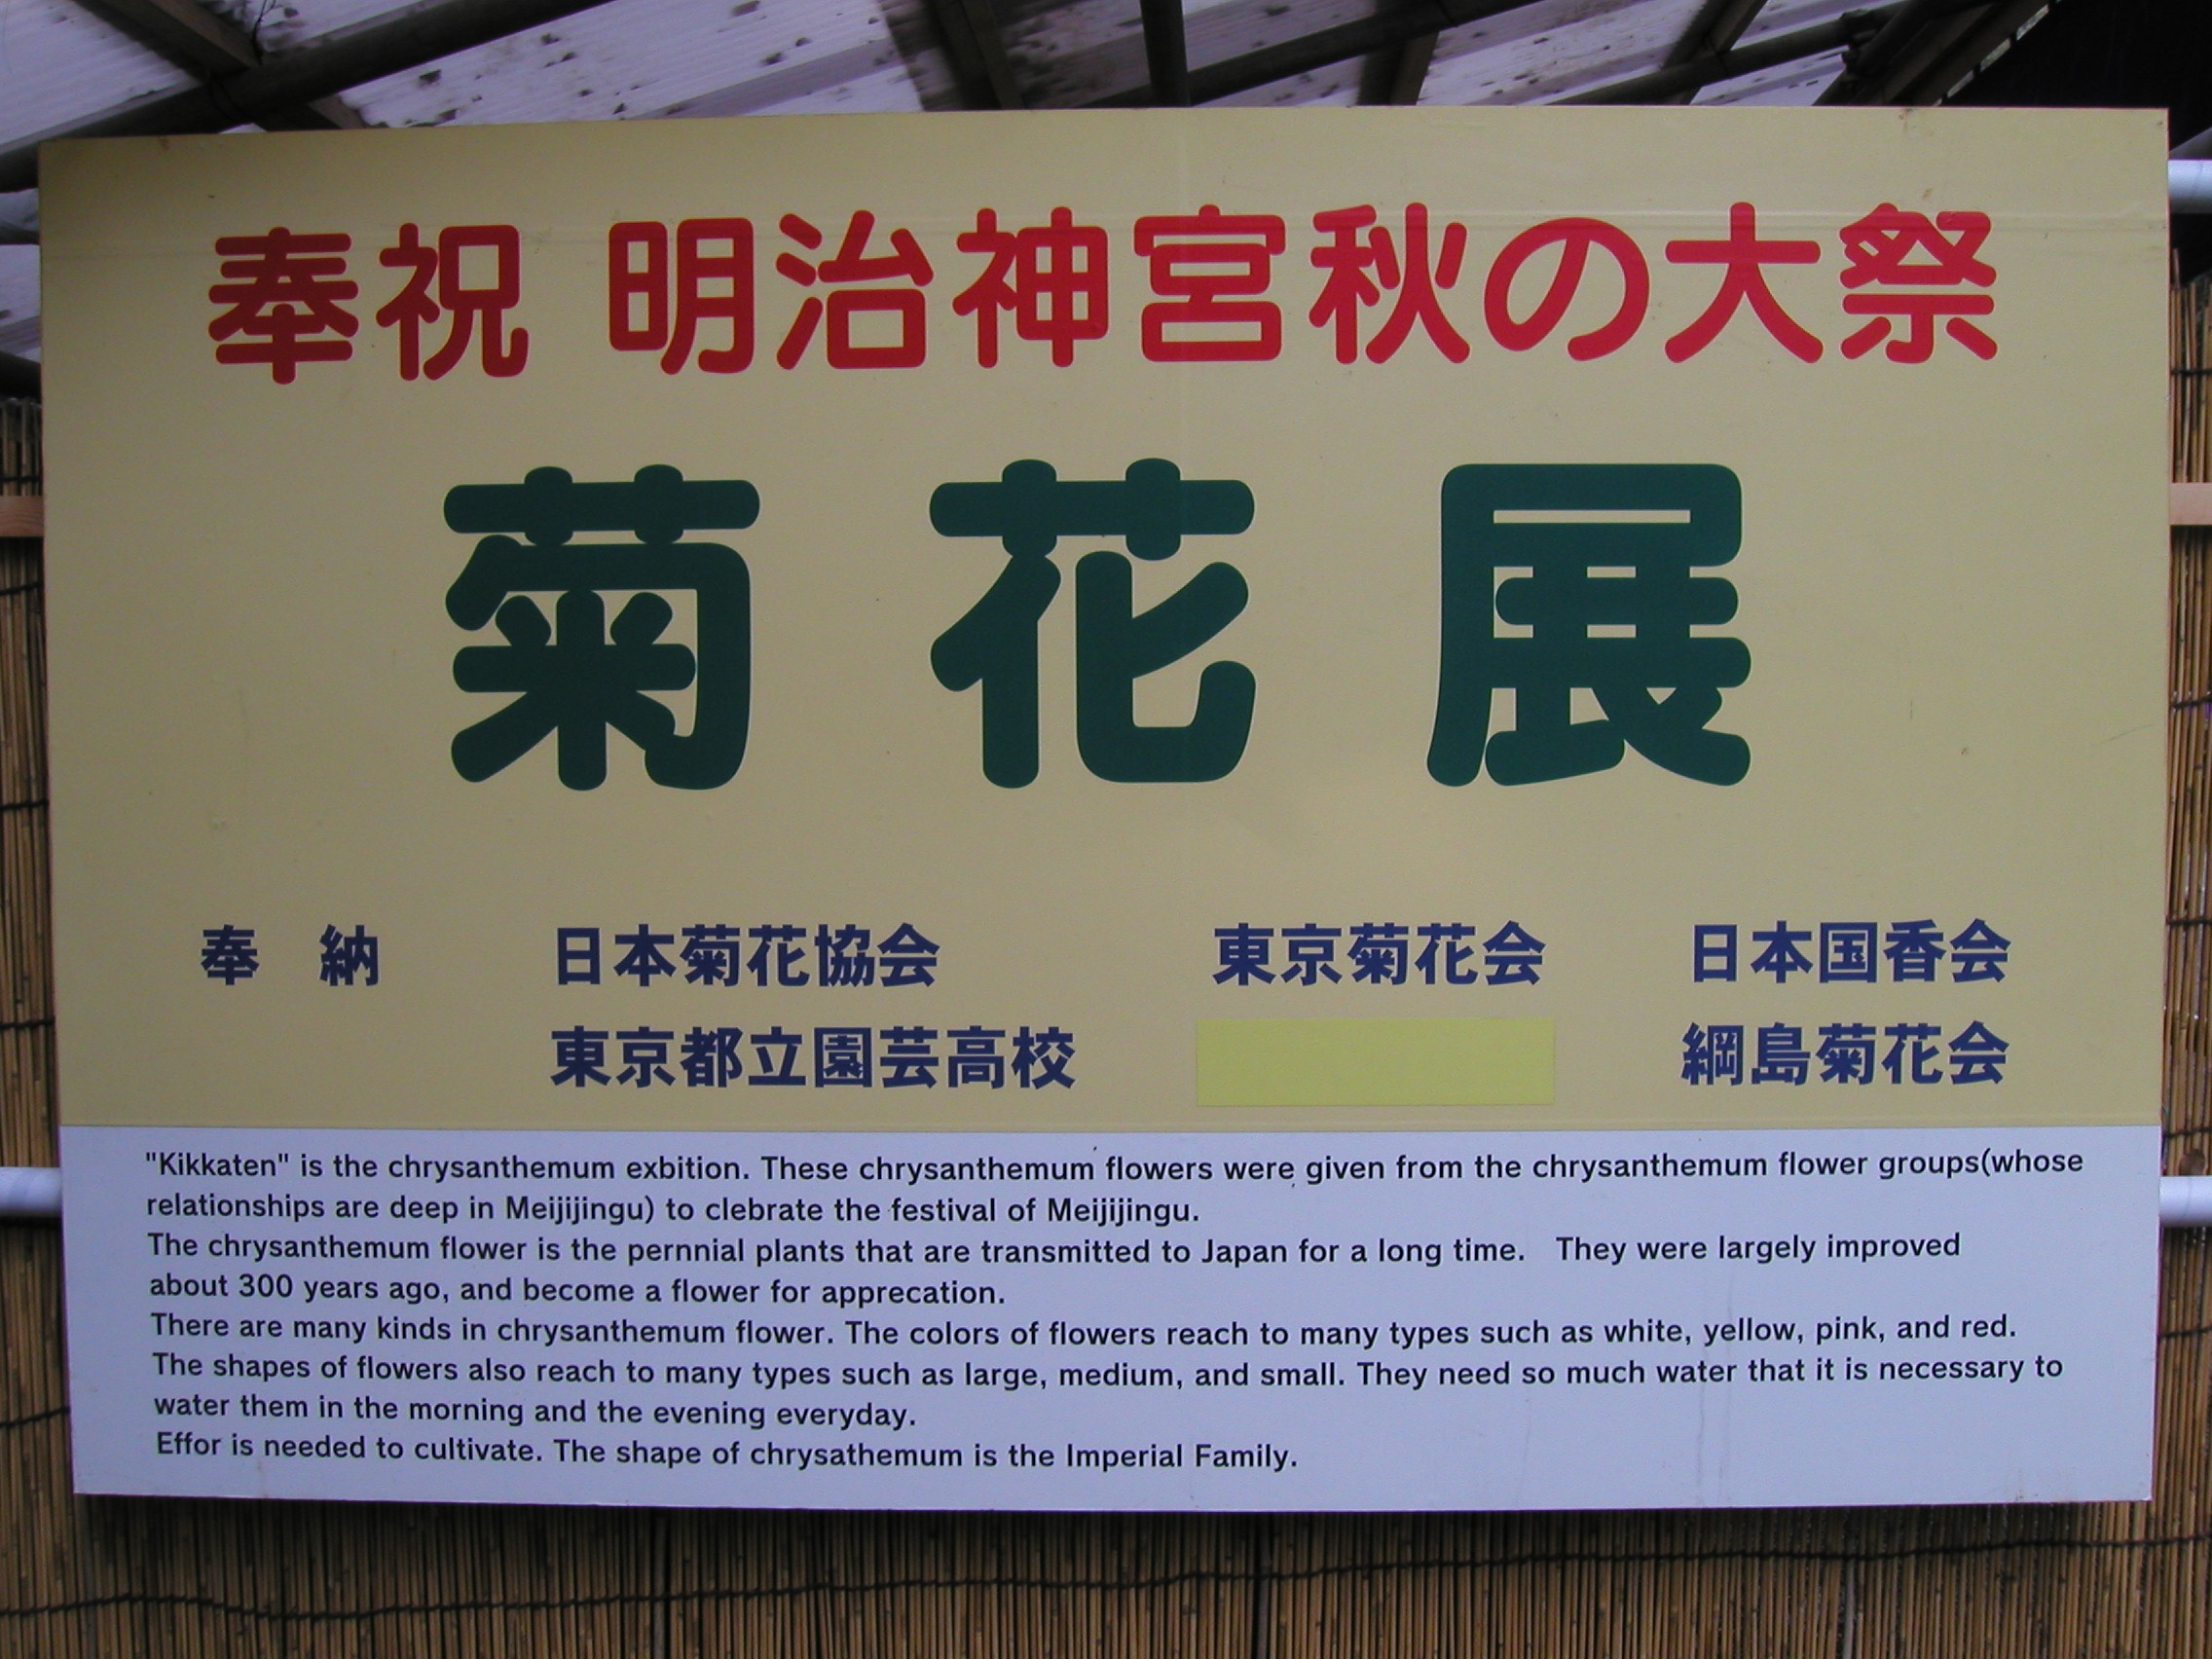 奉祝 明治神宮秋の大祭
菊花展
奉納 日本菊花協会 東京菊花会 日本国香会
東京都立園芸高校 綱島菊花会
"Kikkaten" is the chrysanthemum exbition. These chrysanthemum flowers were given from the chrysanthemum flower groups(whose
relationships are deep in Meijijingu) to clebrate the festival of Meijijingu.
The chrysanthemum flower is the pernnial plants that are transmitted to Japan for a long time. They were largely improved
about 300 years ago, and become a flower for apprecation.
There are many kinds in chrysanthemum flower. The colors of flowers reach to many types such as white, yellow, pink, and red.
The shapes of flowers also reach to many types such as large, medium, and small. They need so much water that it is necessary to
water them in the morning and the evening everyday.
Effor is needed to cultivate. The shape of chrysathemum is the Imperial Family.